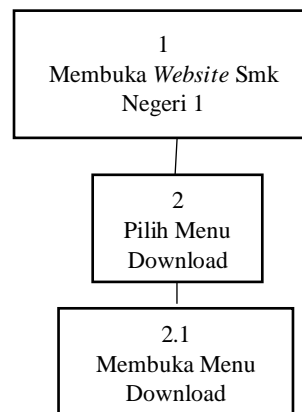 1
Membuka Website Smk
Negeri 1
2
Pilih Menu
Download
2.1
Membuka Menu
Download